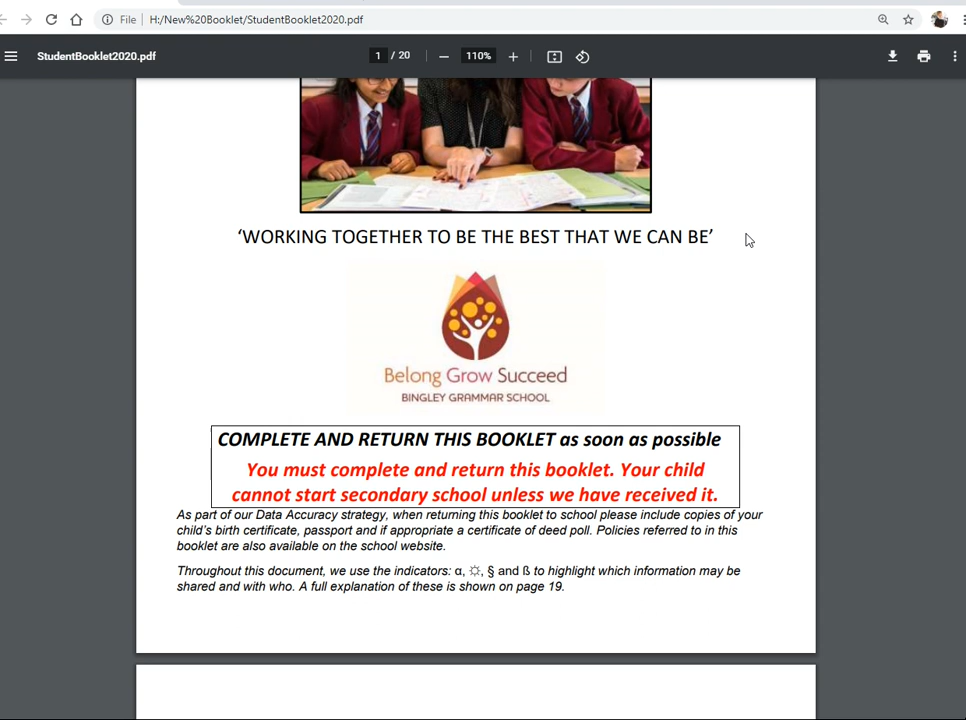 File H:/New%20Booklet/StudentBooklet2020.pdf
StudentBooklet2020.pdf 1 / 20 — 110% +
‘WORKING TOGETHER TO BE THE BEST THAT WE CAN BE’
Belong Grow Succeed
BINGLEY GRAMMAR SCHOOL
COMPLETE AND RETURN THIS BOOKLET as soon as possible
You must complete and return this booklet. Your child
cannot start secondary school unless we have received it.
As part of our Data Accuracy strategy, when returning this booklet to school please include copies of your
child’s birth certificate, passport and if appropriate a certificate of deed poll. Policies referred to in this
booklet are also available on the school website.
Throughout this document, we use the indicators: α, ☼, § and ß to highlight which information may be
shared and with who. A full explanation of these is shown on page 19.